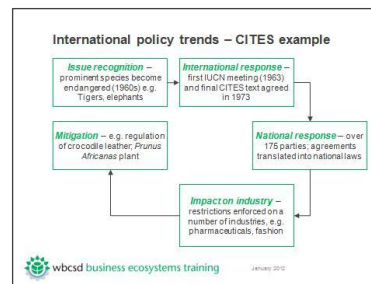 International policy trends – CITES example
Issue recognition –
prominent species become
endangered (1960s) e.g.
Tigers, elephants
International response –
first IUCN meeting (1963)
and final CITES text agreed
in 1973
Mitigation – e.g. regulation
of crocodile leather; Prunus
Africanas plant
National response – over
175 parties; agreements
translated into national laws
Impact on industry –
restrictions enforced on a
number of industries, e.g.
pharmaceuticals, fashion
wbcsd business ecosystems training
January 2012